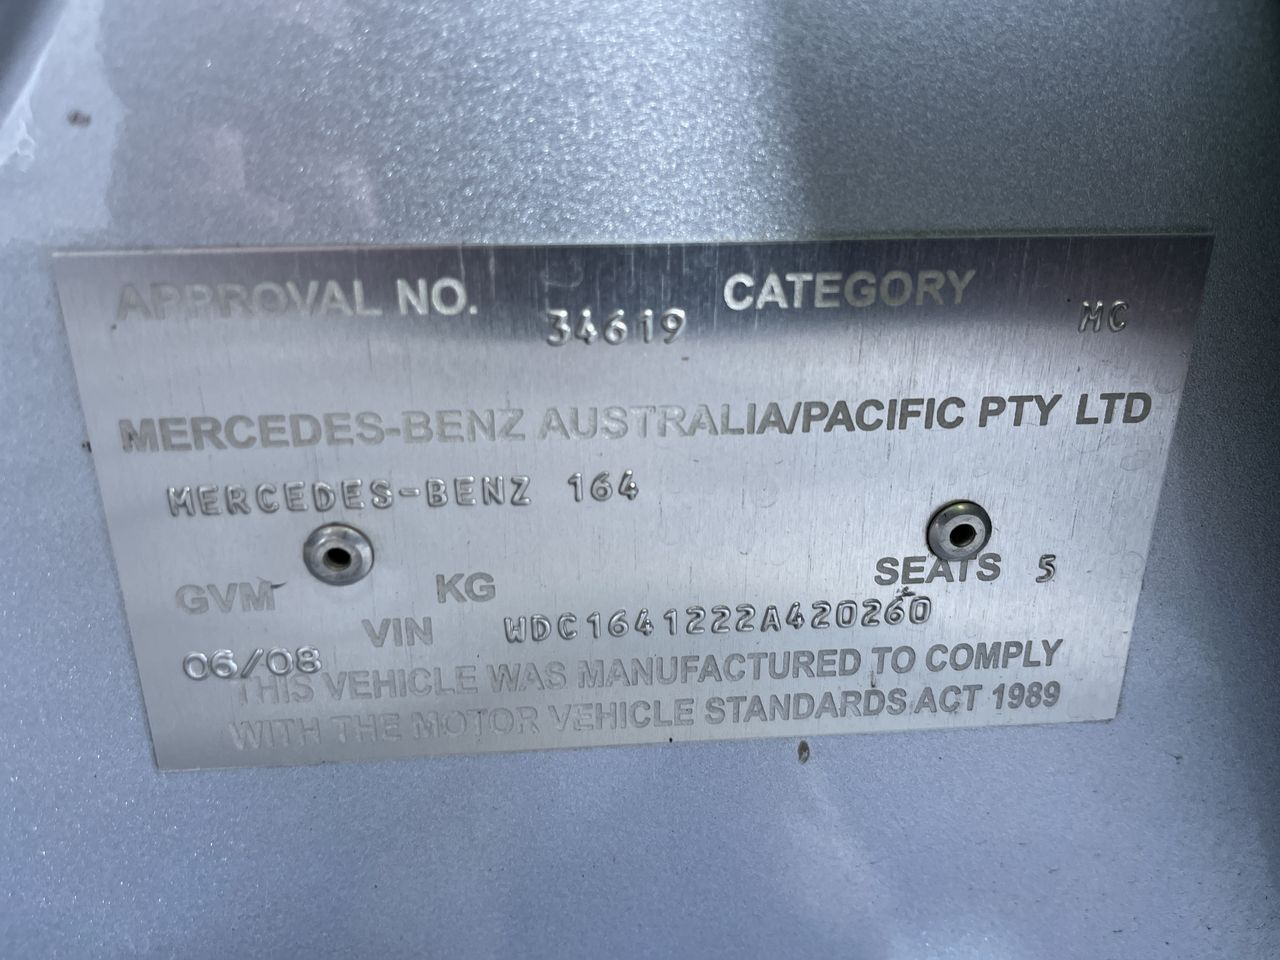 APPROVAL NO. 34619 CATEGORY MC
MERCEDES-BENZ AUSTRALIA/PACIFIC PTY LTD
MERCEDES-BENZ 164
GVM KG SEATS 5
VIN WDC1641222A420260
06/08
THIS VEHICLE WAS MANUFACTURED TO COMPLY
WITH THE MOTOR VEHICLE STANDARDS ACT 1989